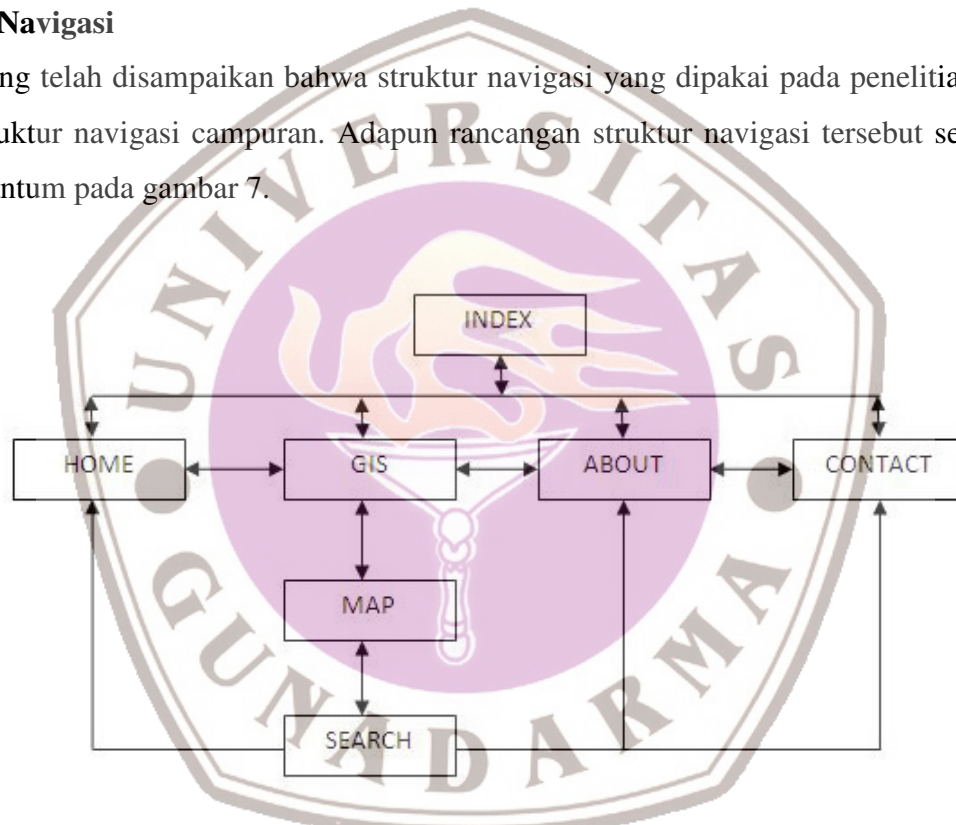 Navigasi
ng telah disampaikan bahwa struktur navigasi yang dipakai pada penelitia
uktur navigasi campuran. Adapun rancangan struktur navigasi tersebut se
ntum pada gambar 7.
UNIVERSITAS
INDEX
HOME GIS ABOUT CONTACT
MAP
SEARCH
GUNADARMA